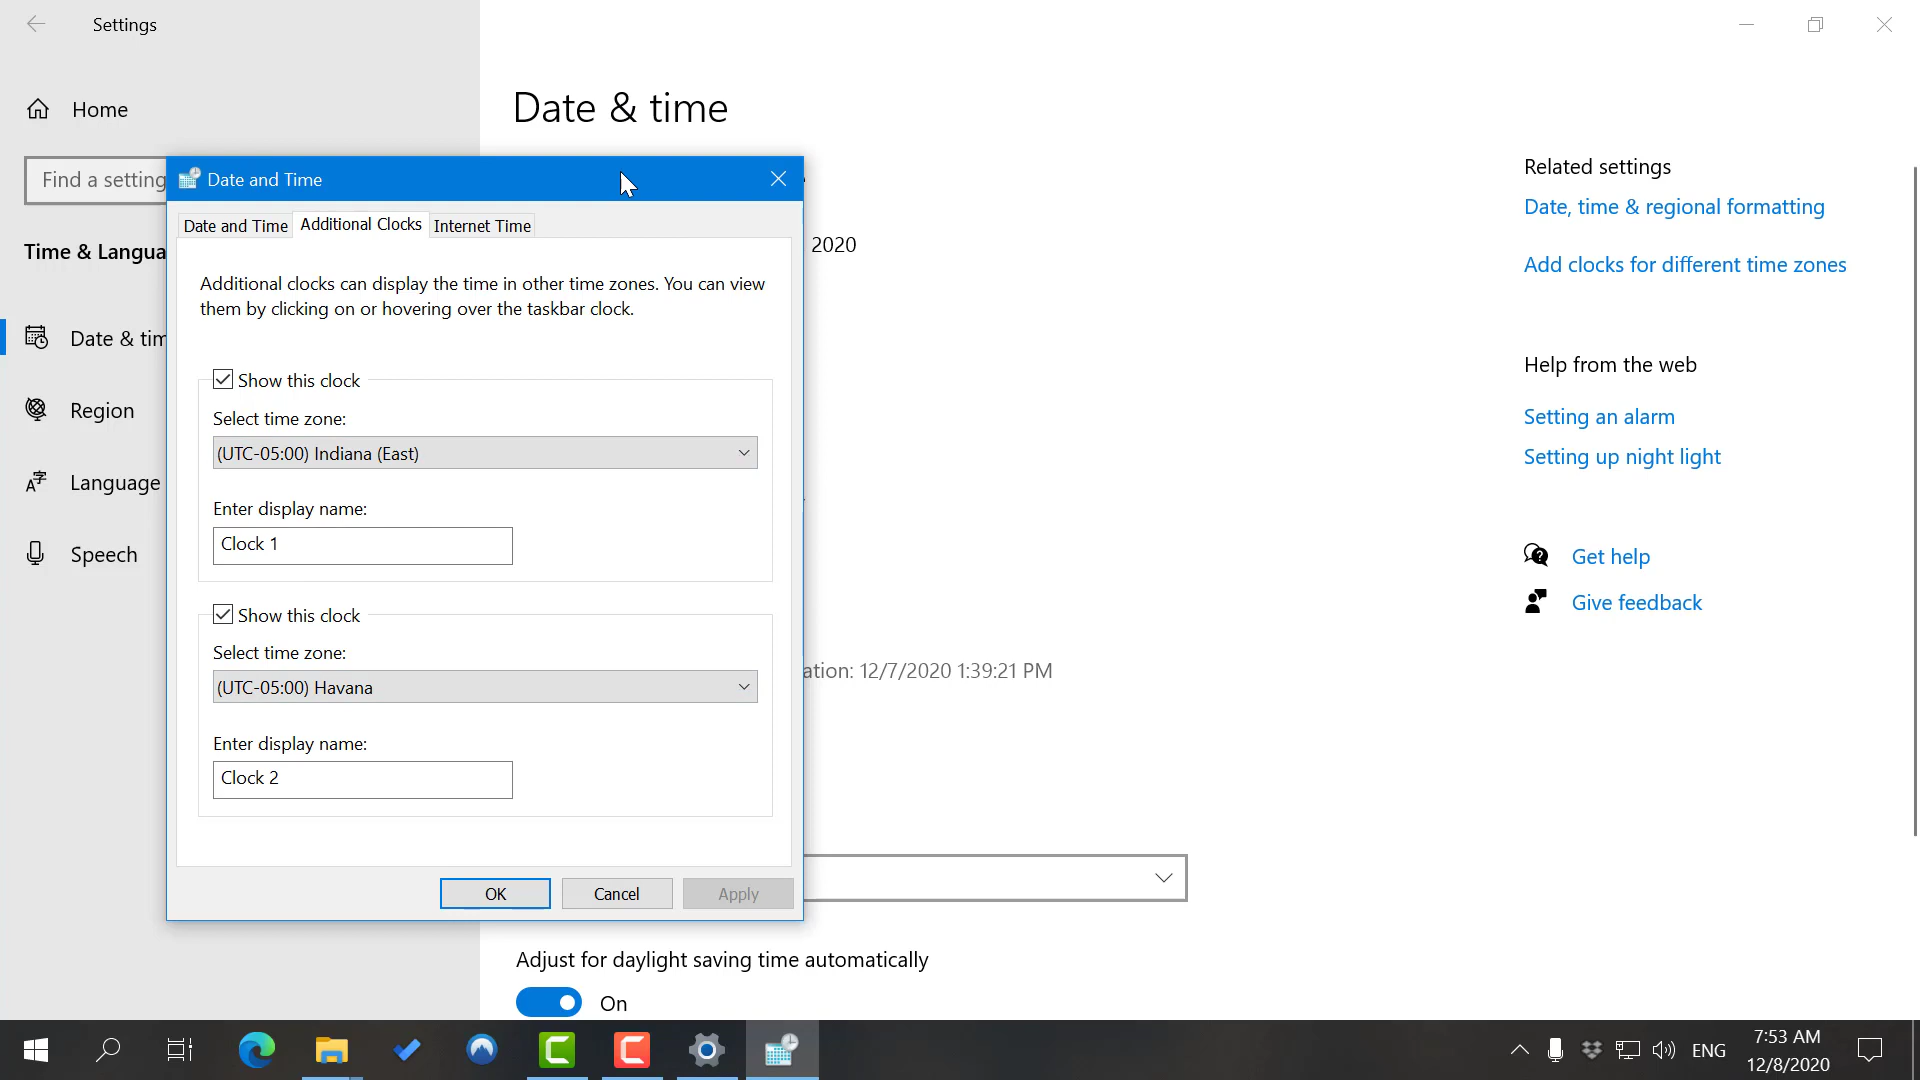 Settings
Home
Find a setting
Time & Langua
Date & tim
Region
Language
Speech
Date & time
2020
ation: 12/7/2020 1:39:21 PM
Adjust for daylight saving time automatically
On
Date and Time
Date and Time
Additional Clocks
Internet Time
Additional clocks can display the time in other time zones. You can view
them by clicking on or hovering over the taskbar clock.
Show this clock
Select time zone:
(UTC-05:00) Indiana (East)
Enter display name:
Clock 1
Show this clock
Select time zone:
(UTC-05:00) Havana
Enter display name:
Clock 2
OK
Cancel
Apply
Related settings
Date, time & regional formatting
Add clocks for different time zones
Help from the web
Setting an alarm
Setting up night light
Get help
Give feedback
ENG
7:53 AM
12/8/2020